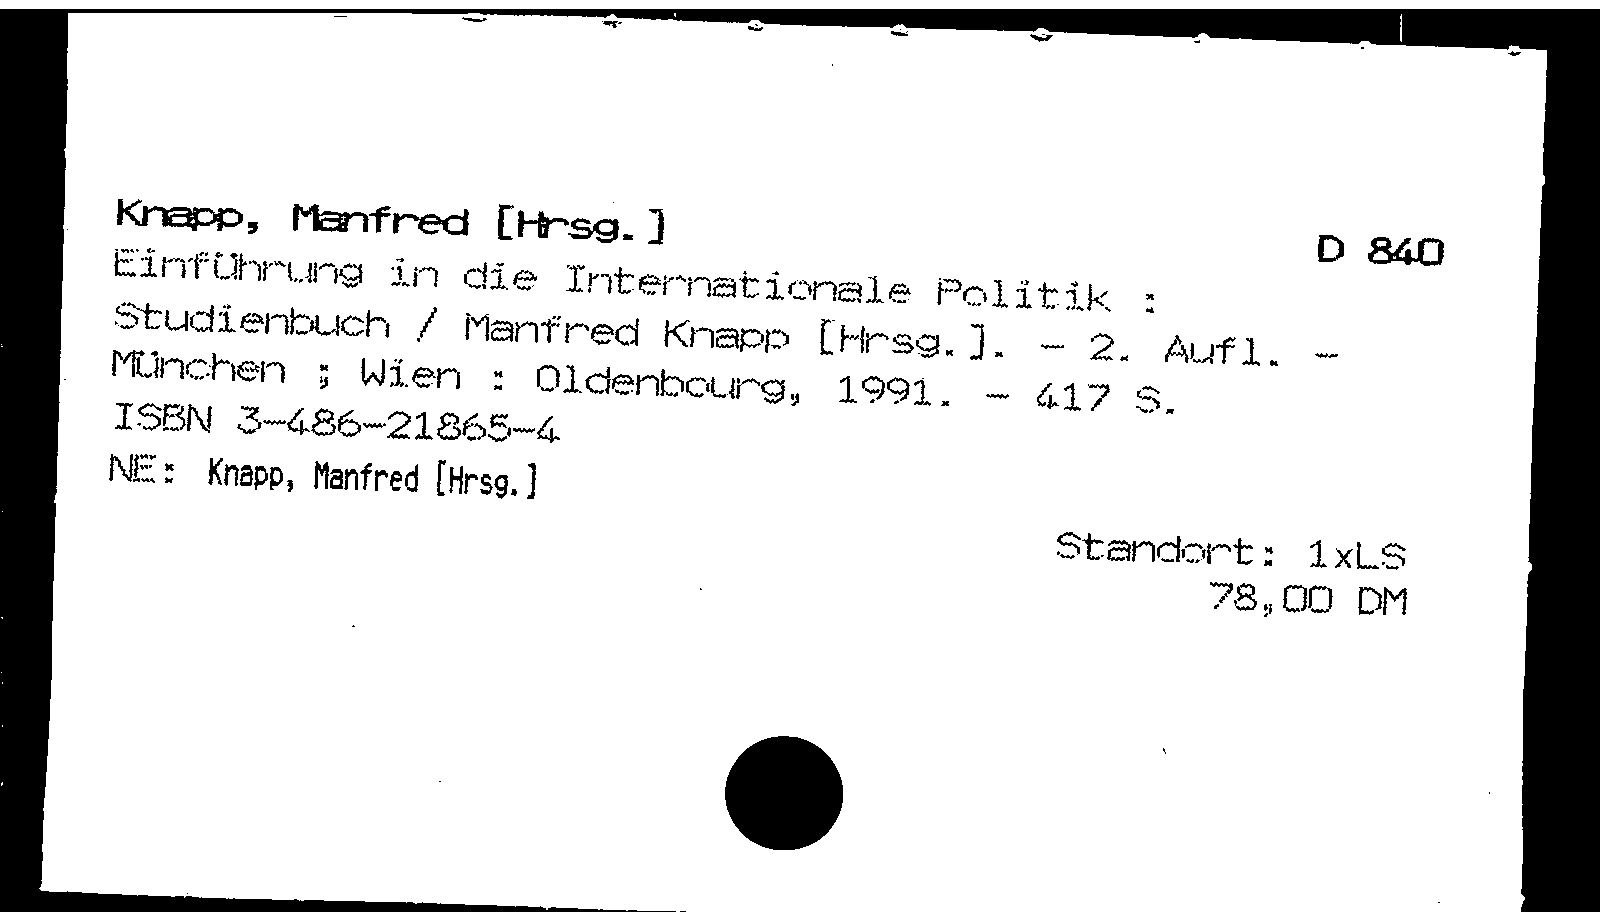 Knapp, Manfred [Hrsg.]
D 840
Einführung in die Internationale Politik :
Studienbuch / Manfred Knapp [Hrsg.]. - 2. Aufl. -
München ; Wien : Oldenbourg, 1991. - 417 S.
ISBN 3-486-21865-4
NE: Knapp, Manfred [Hrsg.]
Standort: 1xLS
78,00 DM